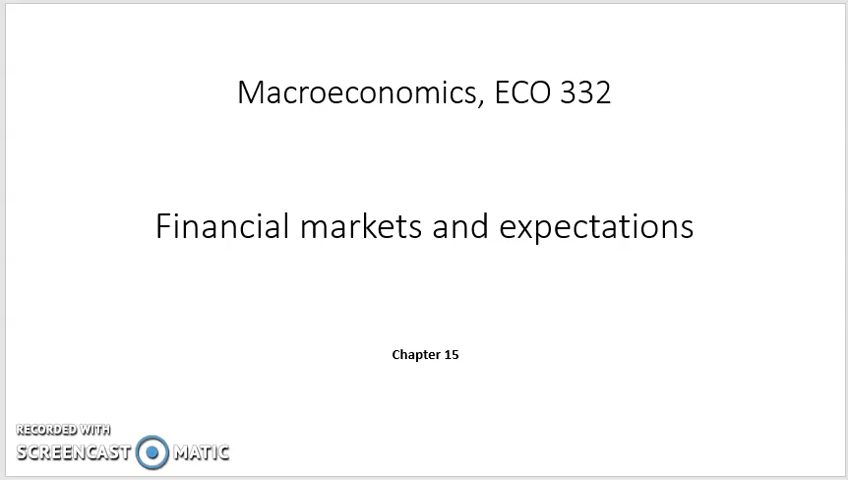 Macroeconomics, ECO 332
Financial markets and expectations
Chapter 15
RECORDED WITH
SCREENCAST MATIC